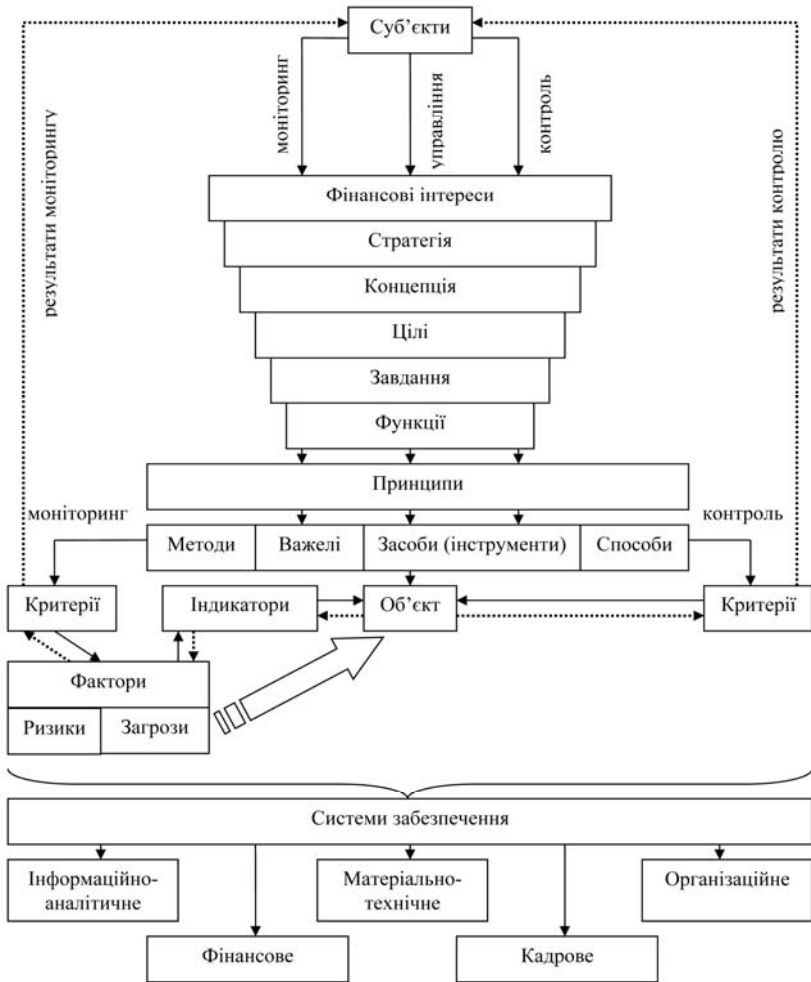 Суб’єкти
моніторинг
управління
контроль
результати моніторингу
результати контролю
Фінансові інтереси
Стратегія
Концепція
Цілі
Завдання
Функції
Принципи
моніторинг
контроль
Методи
Важелі
Засоби (інструменти)
Способи
Критерії
Індикатори
Об’єкт
Критерії
Фактори
Ризики
Загрози
Системи забезпечення
Інформаційно-
аналітичне
Матеріально-
технічне
Організаційне
Фінансове
Кадрове